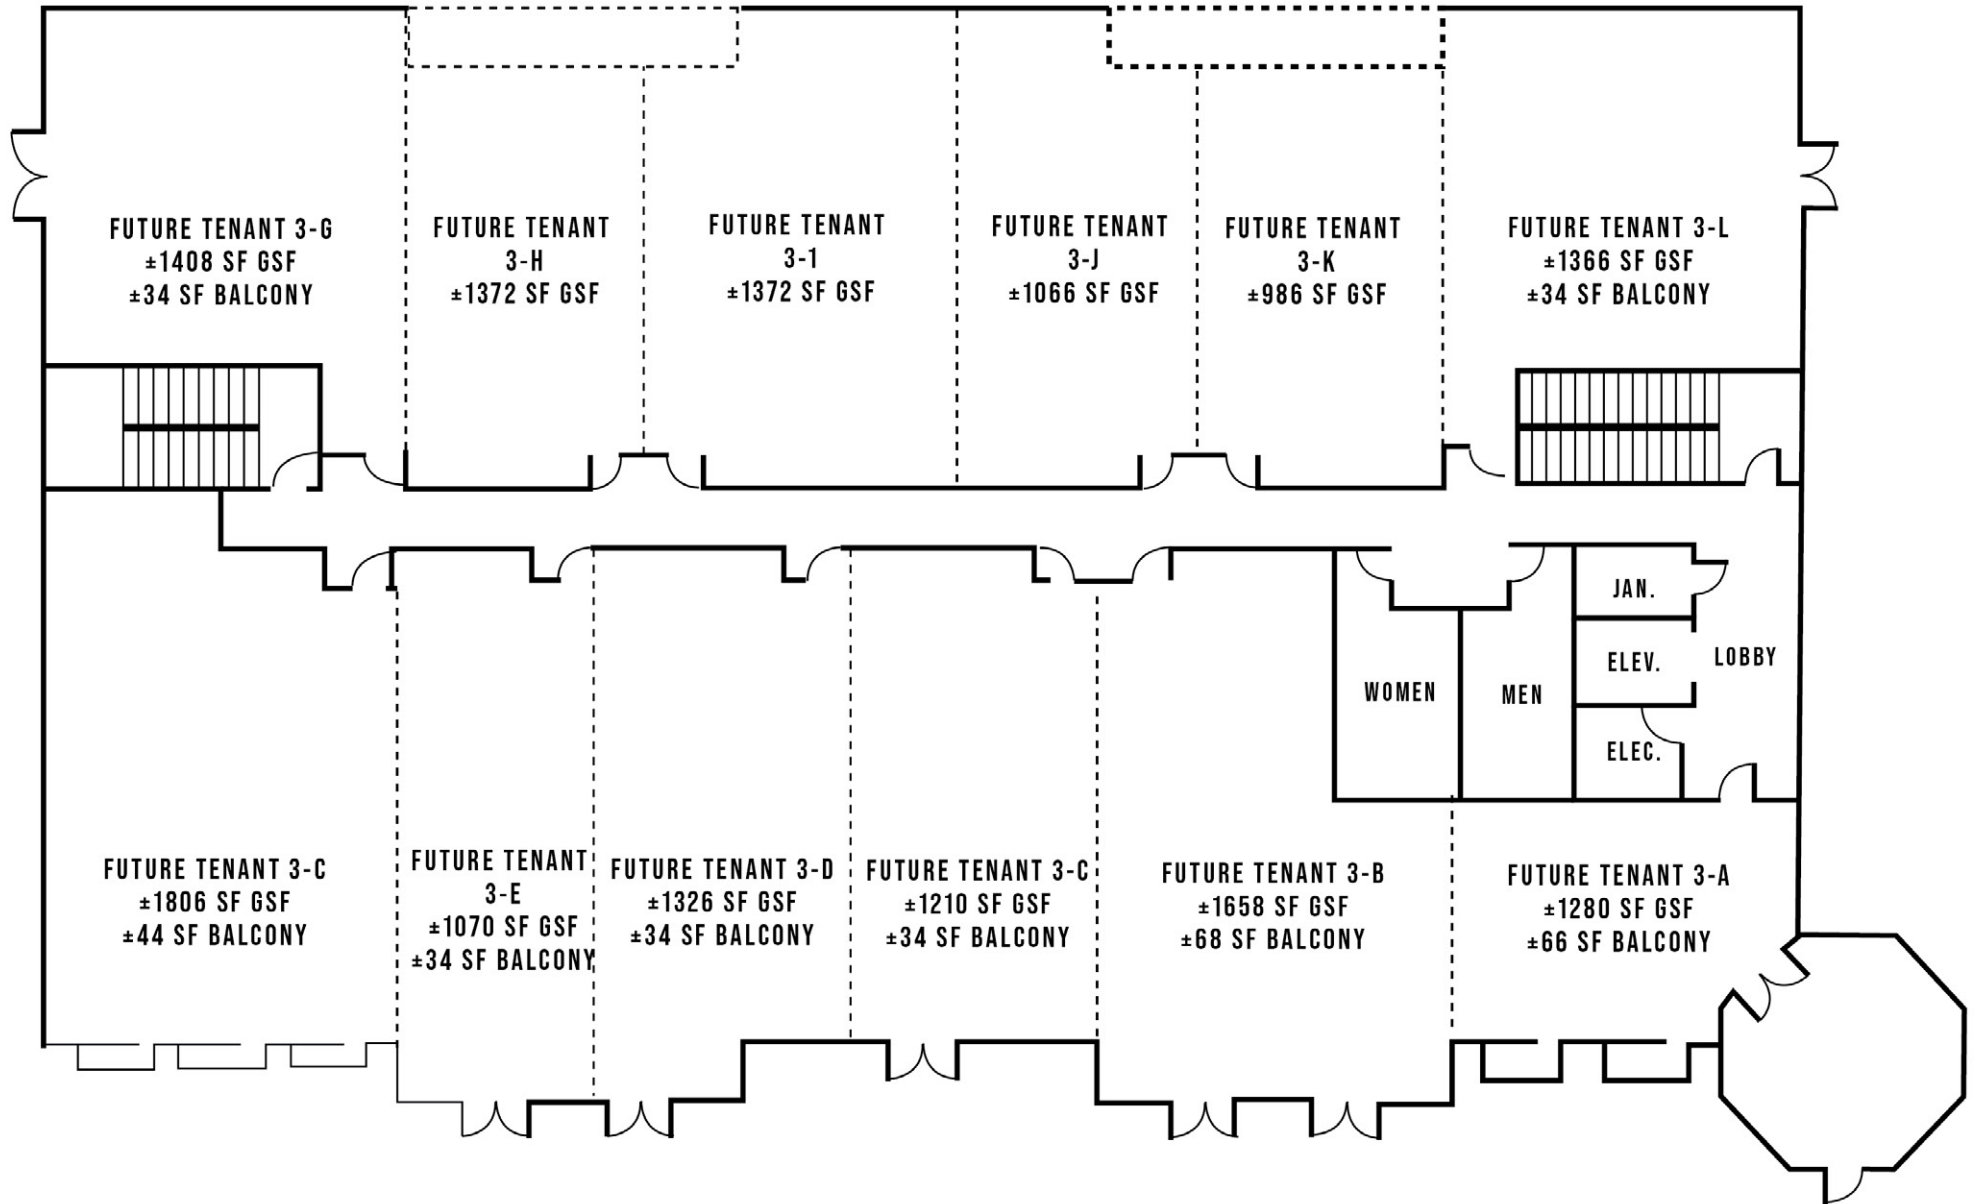 FUTURE TENANT 3-G
±1408 SF GSF
±34 SF BALCONY
FUTURE TENANT
3-H
±1372 SF GSF
FUTURE TENANT
3-1
±1372 SF GSF
FUTURE TENANT
3-J
±1066 SF GSF
FUTURE TENANT
3-K
±986 SF GSF
FUTURE TENANT 3-L
±1366 SF GSF
±34 SF BALCONY
JAN.
ELEV.
LOBBY
WOMEN
MEN
ELEC.
FUTURE TENANT 3-C
±1806 SF GSF
±44 SF BALCONY
FUTURE TENANT
3-E
±1070 SF GSF
±34 SF BALCONY
FUTURE TENANT 3-D
±1326 SF GSF
±34 SF BALCONY
FUTURE TENANT 3-C
±1210 SF GSF
±34 SF BALCONY
FUTURE TENANT 3-B
±1658 SF GSF
±68 SF BALCONY
FUTURE TENANT 3-A
±1280 SF GSF
±66 SF BALCONY